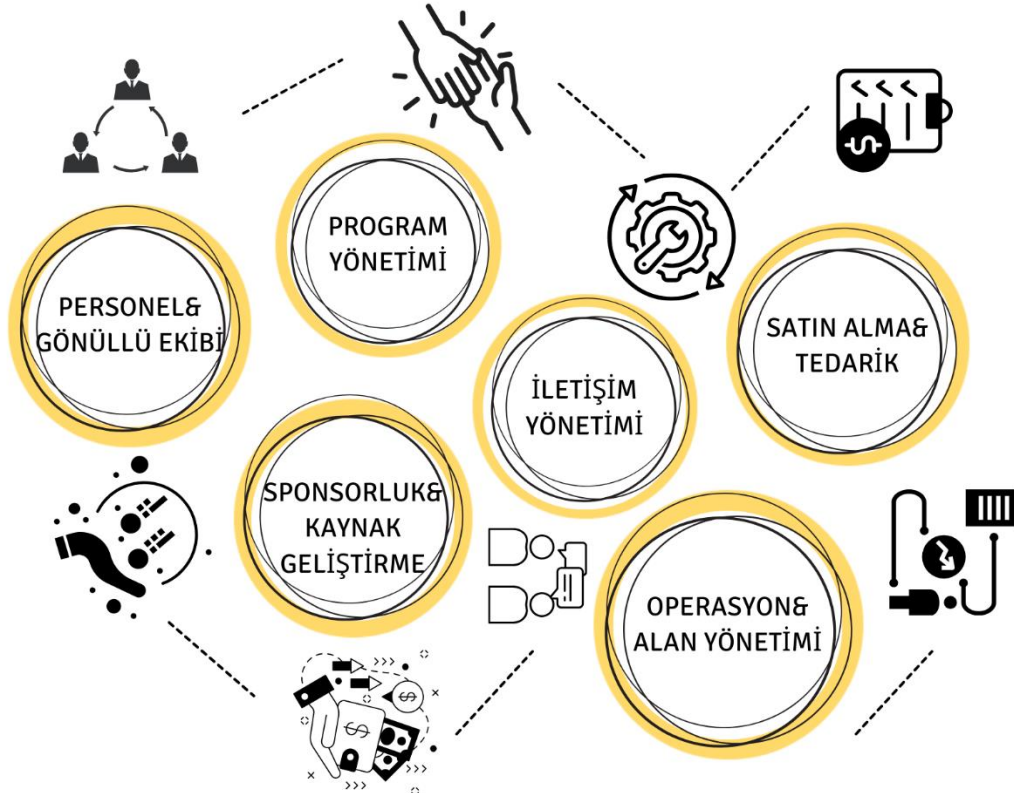 PERSONEL&
GÖNÜLLÜ EKİBİ
PROGRAM
YÖNETİMİ
SPONSORLUK&
KAYNAK
GELİŞTİRME
İLETİŞİM
YÖNETİMİ
SATIN ALMA&
TEDARİK
OPERASYON&
ALAN YÖNETİMİ